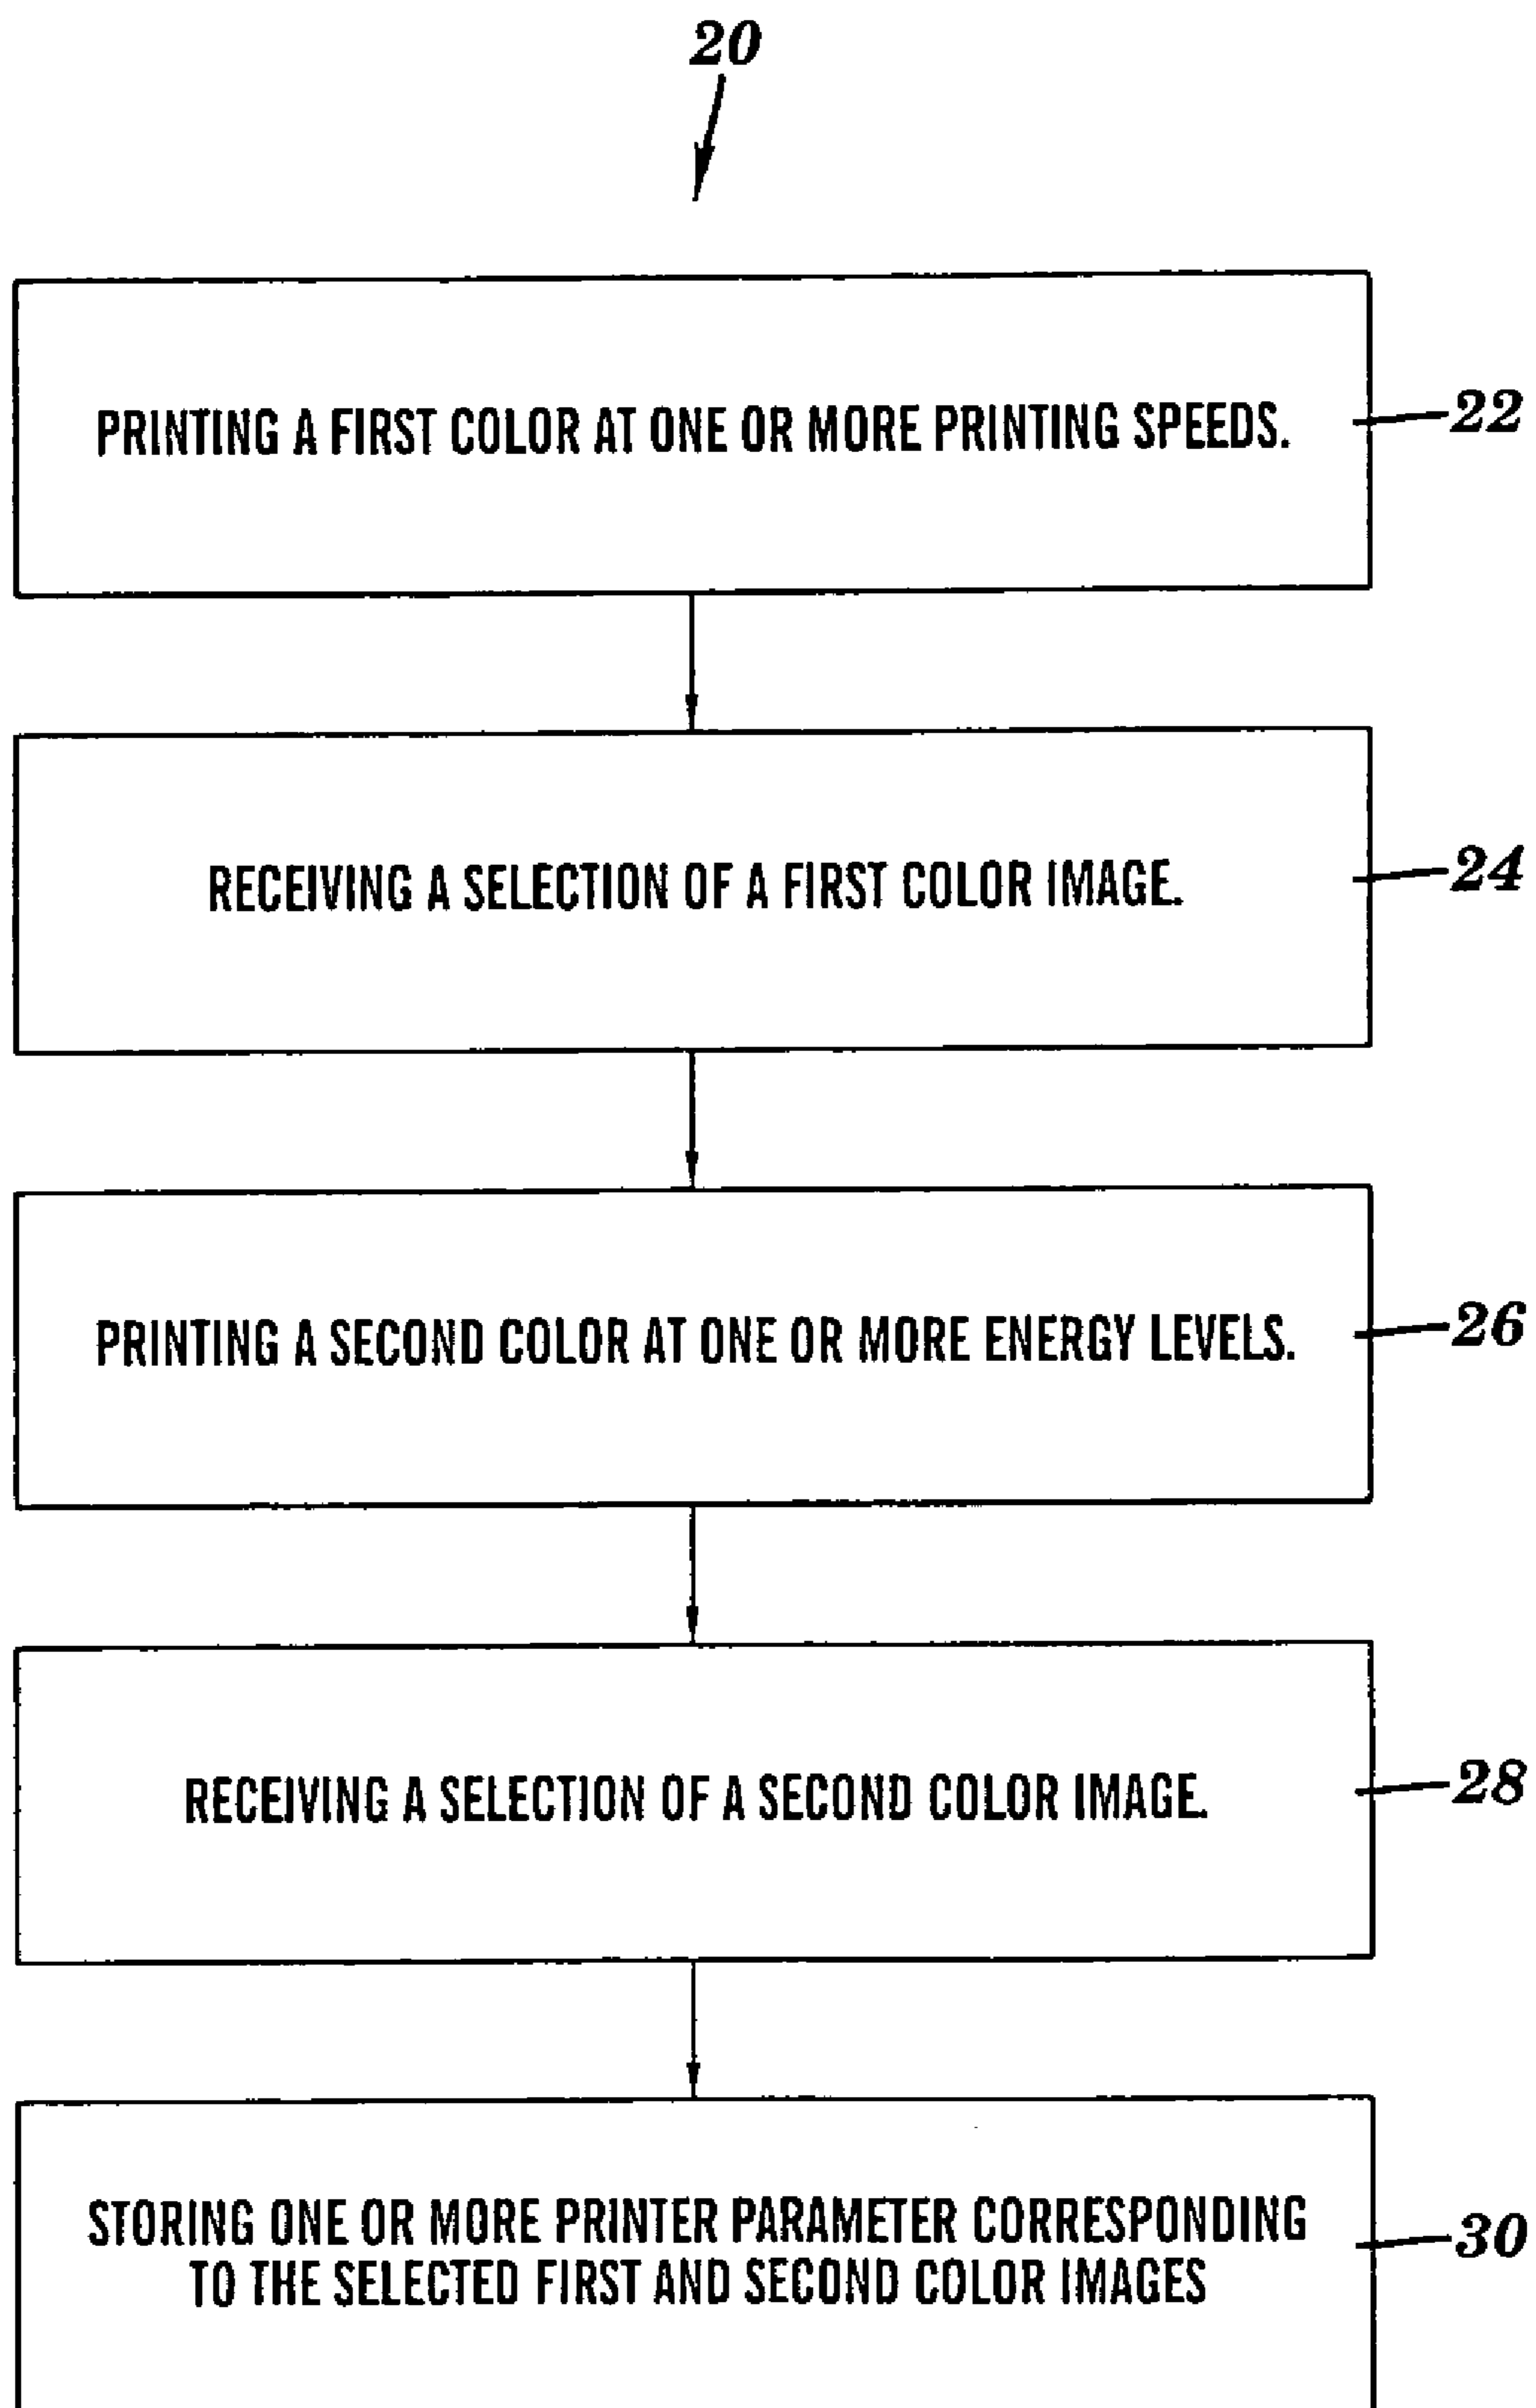 20
PRINTING A FIRST COLOR AT ONE OR MORE PRINTING SPEEDS.
22
RECEIVING A SELECTION OF A FIRST COLOR IMAGE.
24
PRINTING A SECOND COLOR AT ONE OR MORE ENERGY LEVELS.
26
RECEIVING A SELECTION OF A SECOND COLOR IMAGE.
28
STORING ONE OR MORE PRINTER PARAMETER CORRESPONDING
TO THE SELECTED FIRST AND SECOND COLOR IMAGES
30